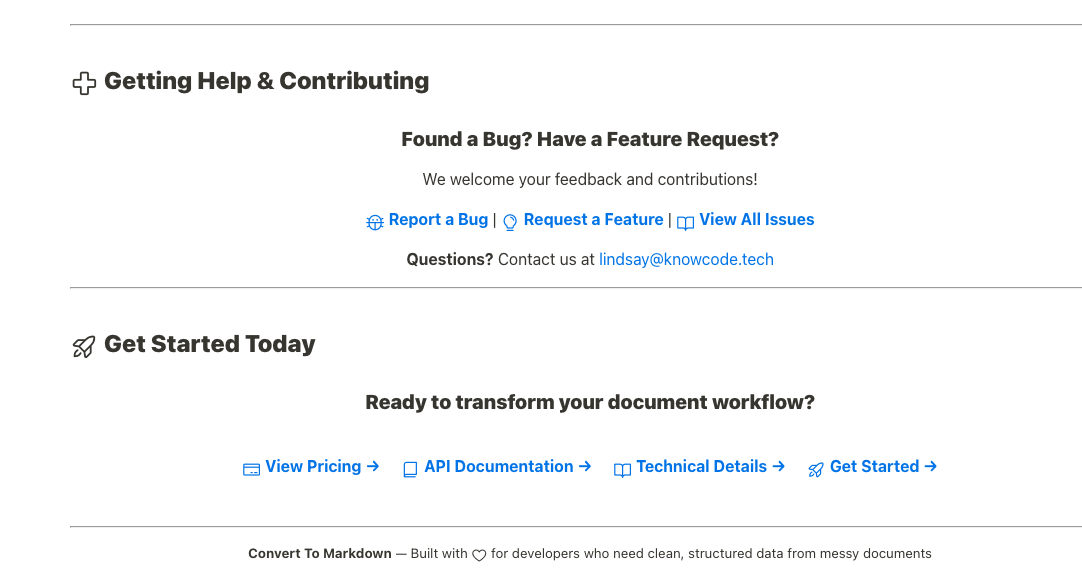 Getting Help & Contributing
Found a Bug? Have a Feature Request?
We welcome your feedback and contributions!
Report a Bug | Request a Feature | View All Issues
Questions? Contact us at lindsay@knowcode.tech
Get Started Today
Ready to transform your document workflow?
View Pricing → API Documentation → Technical Details → Get Started →
Convert To Markdown — Built with ♡ for developers who need clean, structured data from messy documents